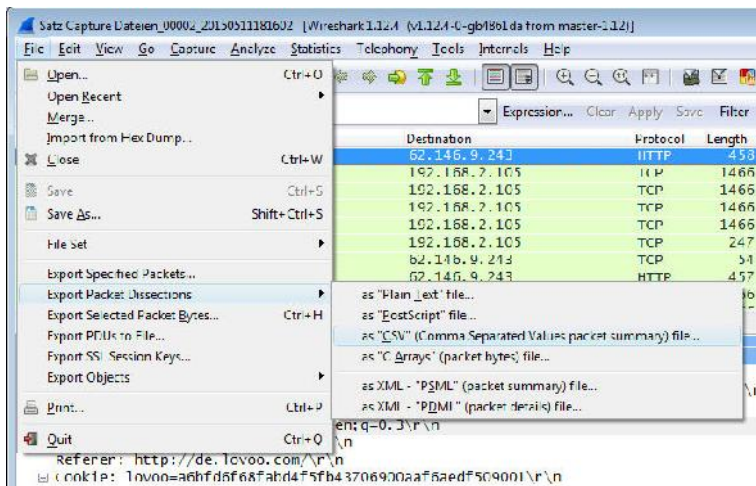 Satz Capture Dateien_00002_20150511181602 [Wireshark 1.12.4 (v1.12.4-0-gb4861da from master-1.12)]
File Edit View Go Capture Analyze Statistics Telephony Tools Internals Help
Open... Ctrl+O
Open Recent
Expression... Clear Apply Save Filter
Merge...
Import from Hex Dump...
Destination Protocol Length
Close Ctrl+W
62.146.9.243 HTTP 458
192.168.2.105 TCP 1466
Save Ctrl+S
192.168.2.105 TCP 1466
Save As... Shift+Ctrl+S
192.168.2.105 TCP 1466
192.168.2.105 TCP 1466
File Set
192.168.2.105 TCP 247
62.146.9.243 TCP 54
Export Specified Packets...
62.146.9.243 HTTP 457
Export Packet Dissections
as "Plain Text" file...
Export Selected Packet Bytes... Ctrl+H
as "PostScript" file...
Export PDUs to File...
as "CSV" (Comma Separated Values packet summary) file...
Export SSL Session Keys...
as "C Arrays" (packet bytes) file...
Export Objects
as XML - "PSML" (packet summary) file...
Print... Ctrl+P
as XML - "PDML" (packet details) file...
en;q=0.3\r\n
Quit Ctrl+Q
\n
Referer: http://de.lovoo.com/\r\n
Cookie: lovoo=a6bfd6f68fabd4f5fb43706900aaf6aedf509001\r\n